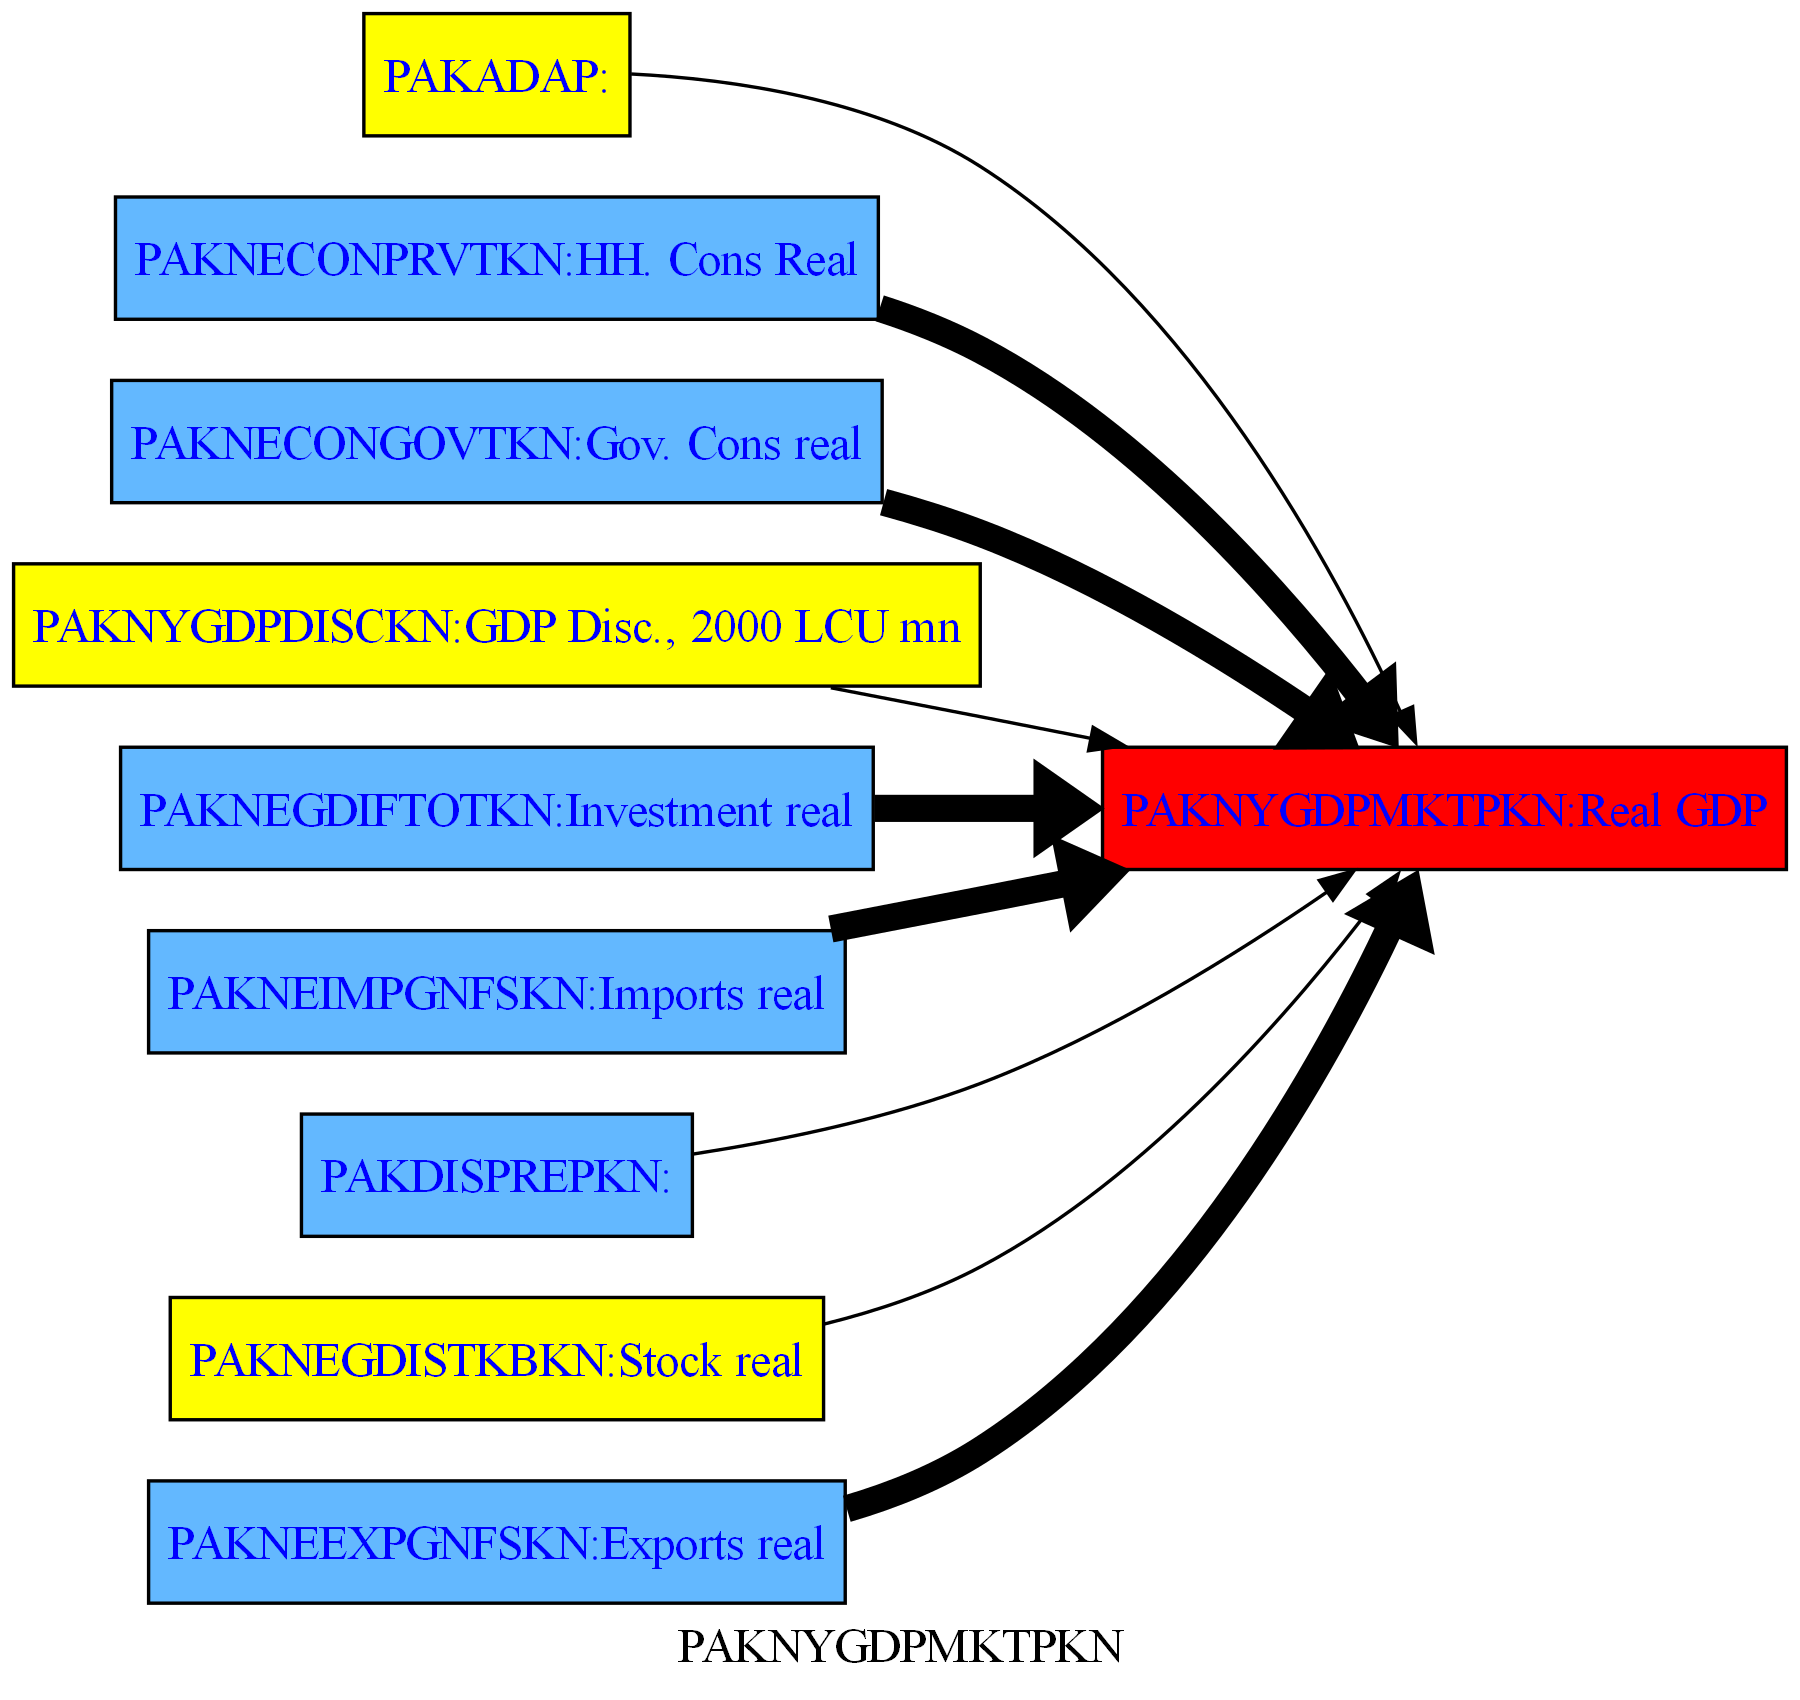 PAKADAP:
PAKNECONPRVTKN:HH. Cons Real
PAKNECONGOVTKN:Gov. Cons real
PAKNYGDPDISCKN:GDP Disc., 2000 LCU mn
PAKNEGDIFTOTKN:Investment real
PAKNYGDPMKTPKN:Real GDP
PAKNEIMPGNFSKN:Imports real
PAKDISPREPKN:
PAKNEGDISTKBKN:Stock real
PAKNEEXPGNFSKN:Exports real
PAKNYGDPMKTPKN